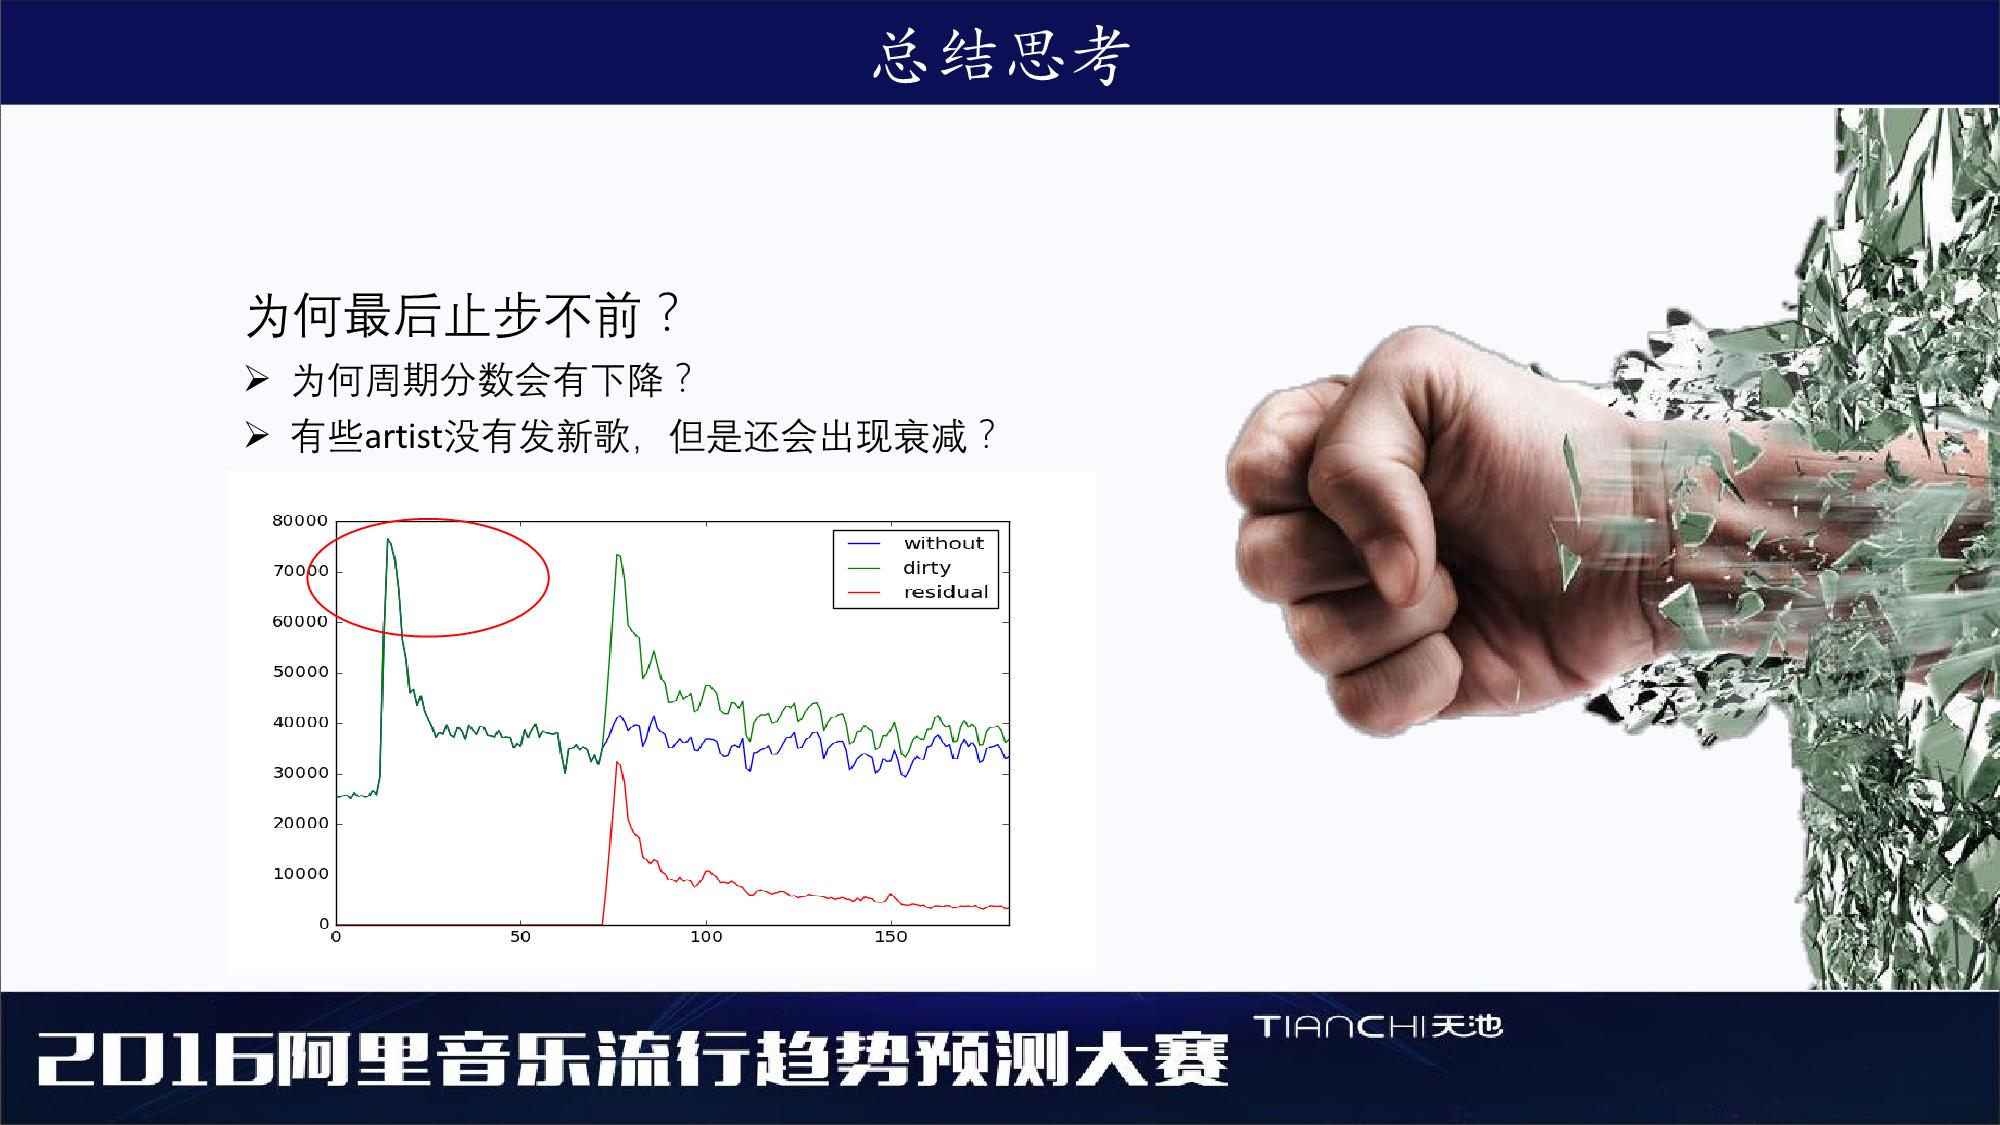 总结思考
为何最后止步不前？
➢ 为何周期分数会有下降？
➢ 有些artist没有发新歌，但是还会出现衰减？
80000
70000
60000
50000
40000
30000
20000
10000
0
without
dirty
residual
0 50 100 150
2016阿里音乐流行趋势预测大赛 TIANCHI天池